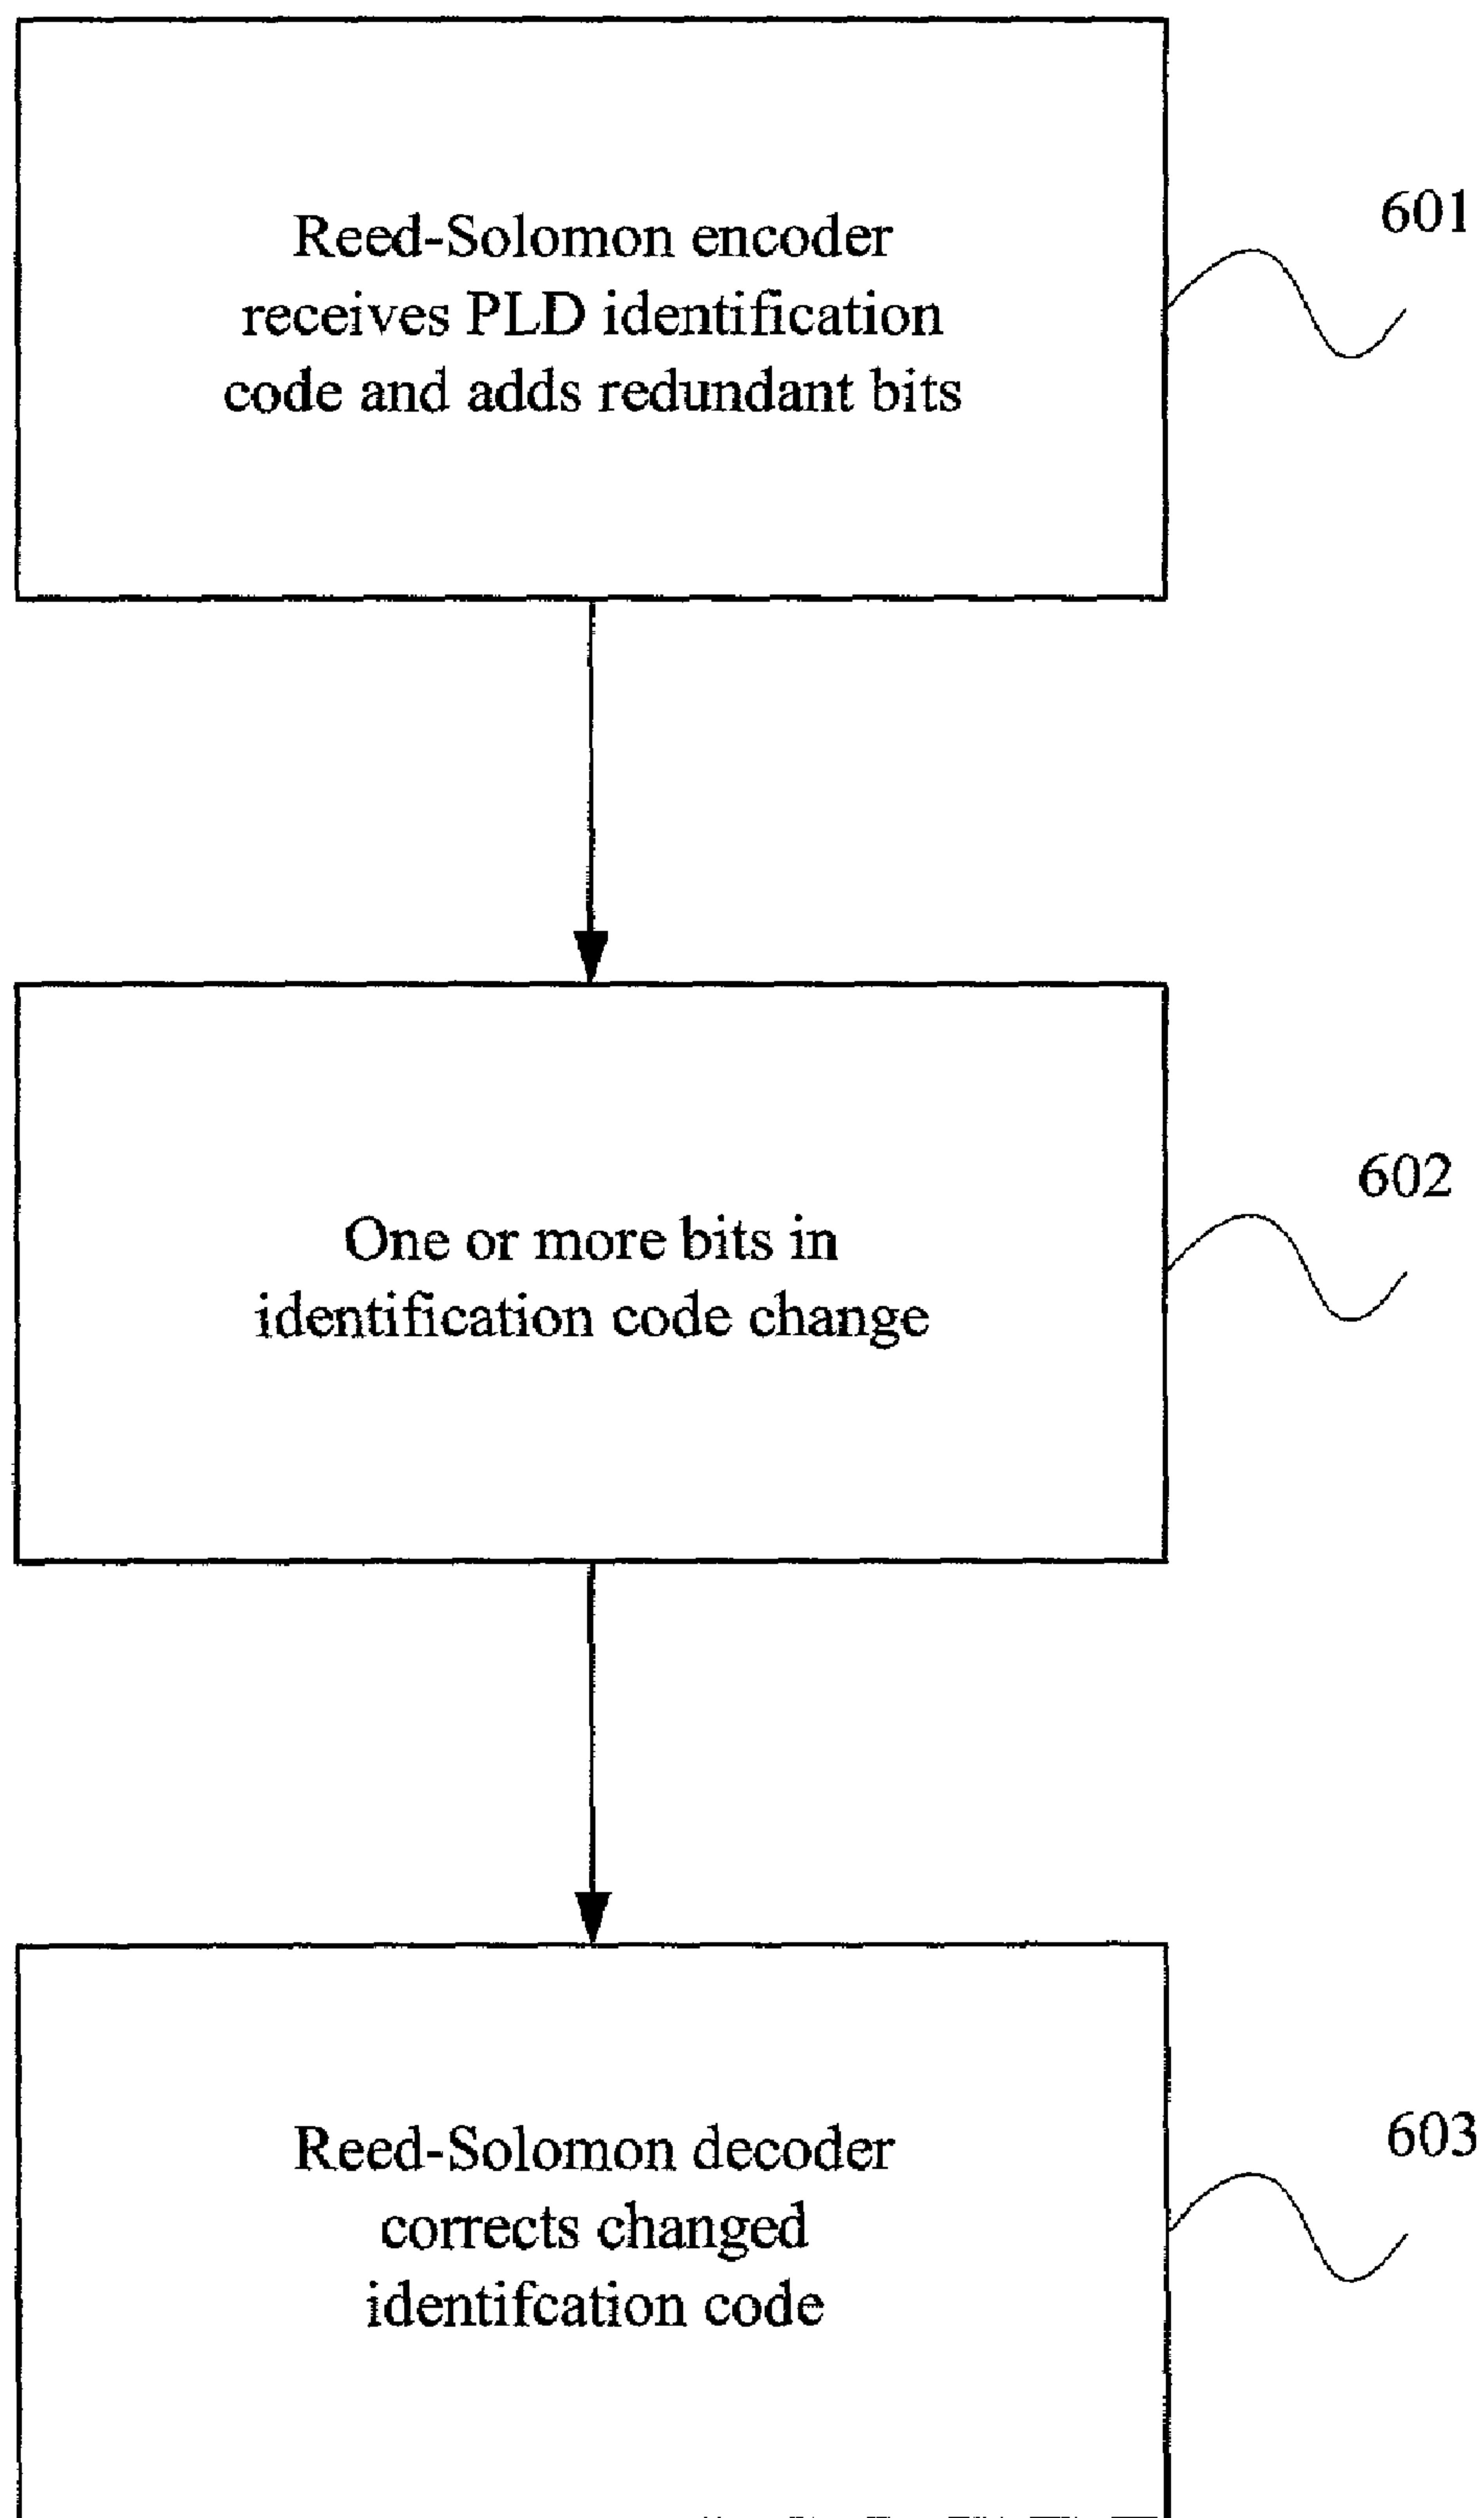 Reed-Solomon encoder
receives PLD identification
code and adds redundant bits
601
One or more bits in
identification code change
602
Reed-Solomon decoder
corrects changed
identifcation code
603